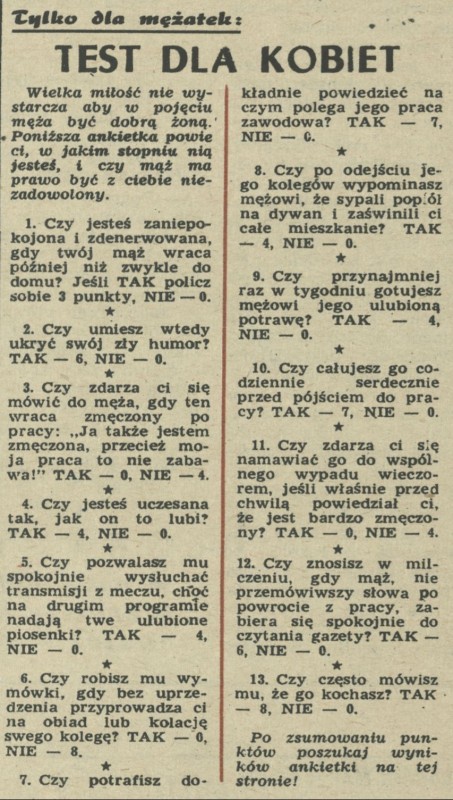 Tylko dla mężatek:
TEST DLA KOBIET
Wielka miłość nie wy-
starcza aby w pojęciu
męża być dobrą żoną.
Poniższa ankietka powie
ci, w jakim stopniu nią
jesteś, i czy mąż ma
prawo być z ciebie nie-
zadowolony.
1. Czy jesteś zaniepo-
kojona i zdenerwowana,
gdy twój mąż wraca
później niż zwykle do
domu? Jeśli TAK policz
sobie 3 punkty, NIE — 0.
★
2. Czy umiesz wtedy
ukryć swój zły humor?
TAK — 6, NIE — 0.
★
3. Czy zdarza ci się
mówić do męża, gdy ten
wraca zmęczony po
pracy: „Ja także jestem
zmęczona, przecież mo-
ja praca to nie zaba-
wa!" TAK — 0, NIE — 4.
★
4. Czy jesteś uczesana
tak, jak on to lubi?
TAK — 4, NIE — 0.
★
5. Czy pozwalasz mu
spokojnie wysłuchać
transmisji z meczu, choć
na drugim programie
nadają twe ulubione
piosenki? TAK — 4,
NIE — 0.
★
6. Czy robisz mu wy-
mówki, gdy bez uprze-
dzenia przyprowadza ci
na obiad lub kolację
swego kolegę? TAK — 0,
NIE — 8.
★
7. Czy potrafisz do-
kładnie powiedzieć na
czym polega jego praca
zawodowa? TAK — 7,
NIE — 0.
★
8. Czy po odejściu je-
go kolegów wypominasz
mężowi, że sypali popiół
na dywan i zaświnili ci
całe mieszkanie? TAK
— 4, NIE — 0.
★
9. Czy przynajmniej
raz w tygodniu gotujesz
mężowi jego ulubioną
potrawę? TAK — 4,
NIE — 0.
★
10. Czy całujesz go co-
dziennie serdecznie
przed pójściem do pra-
cy? TAK — 7, NIE — 0.
★
11. Czy zdarza ci się
namawiać go do wspól-
nego wypadu wieczo-
rem, jeśli właśnie przed
chwilą powiedział ci,
że jest bardzo zmęczo-
ny? TAK — 0, NIE — 4.
★
12. Czy znosisz w mil-
czeniu, gdy mąż, nie
przemówiwszy słowa po
powrocie z pracy, za-
biera się spokojnie do
czytania gazety? TAK —
6, NIE — 0.
★
13. Czy często mówisz
mu, że go kochasz? TAK
— 8, NIE — 0.
Po zsumowaniu pun-
któw poszukaj wyni-
ków ankietki na tej
stronie!